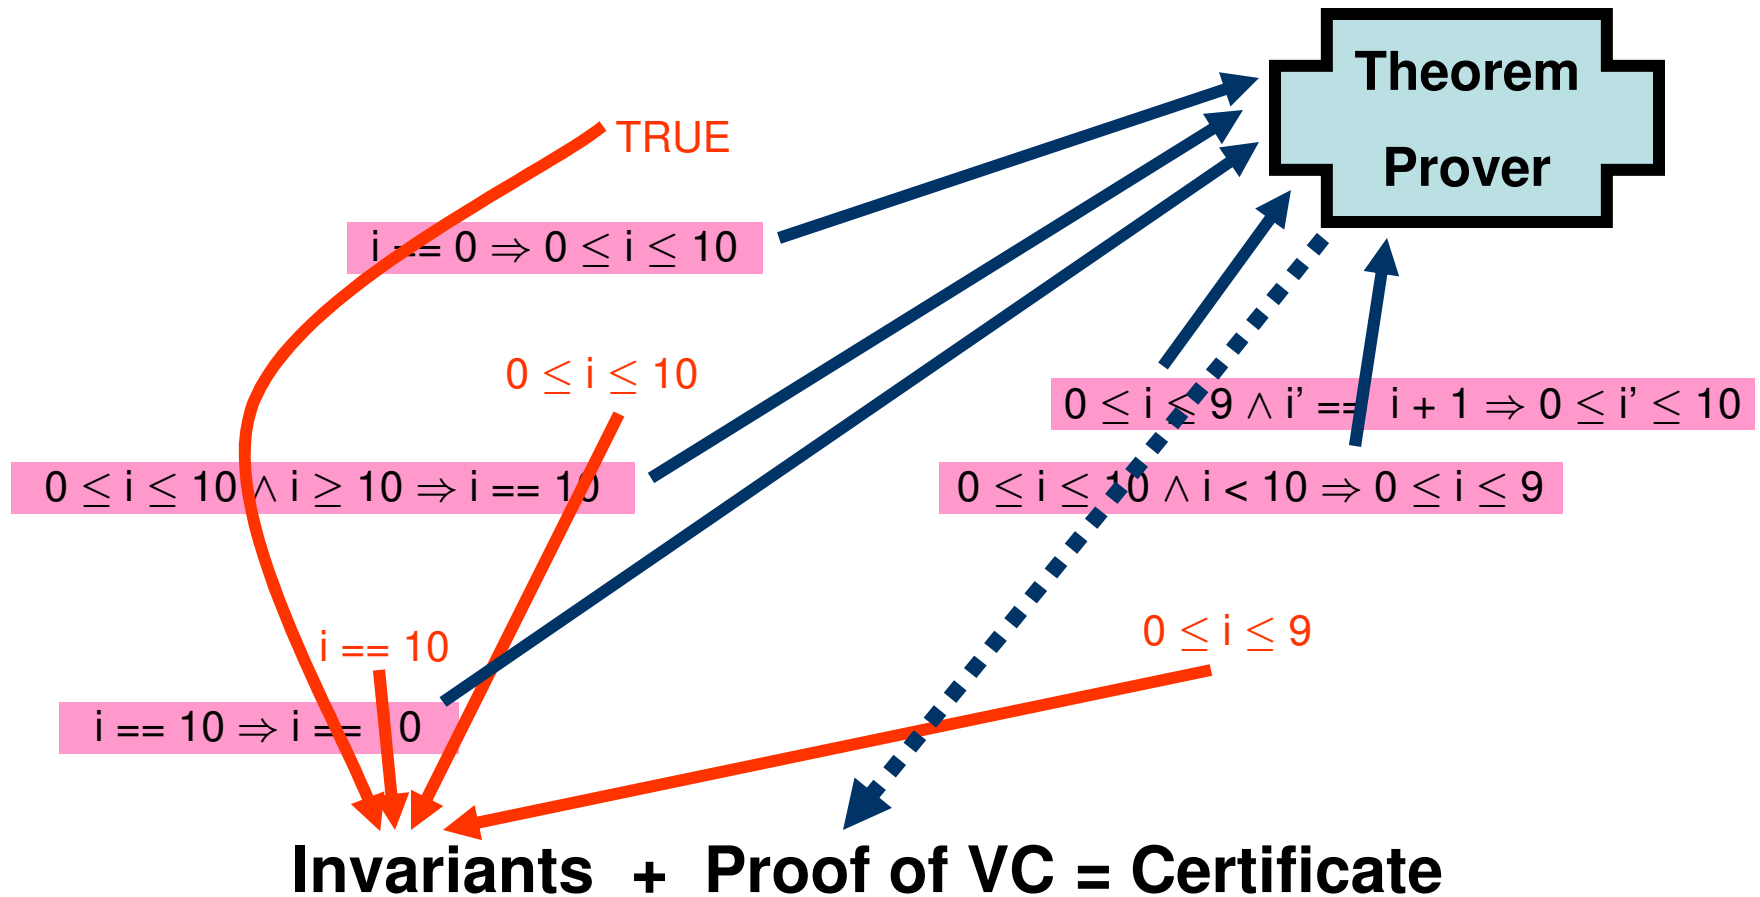 Theorem
Prover
TRUE
i == 0 ⇒ 0 ≤ i ≤ 10
0 ≤ i ≤ 10
0 ≤ i ≤ 9 ∧ i’ == i + 1 ⇒ 0 ≤ i’ ≤ 10
0 ≤ i ≤ 10 ∧ i ≥ 10 ⇒ i == 10
0 ≤ i ≤ 10 ∧ i < 10 ⇒ 0 ≤ i ≤ 9
i == 10
0 ≤ i ≤ 9
i == 10 ⇒ i == 10
Invariants + Proof of VC = Certificate